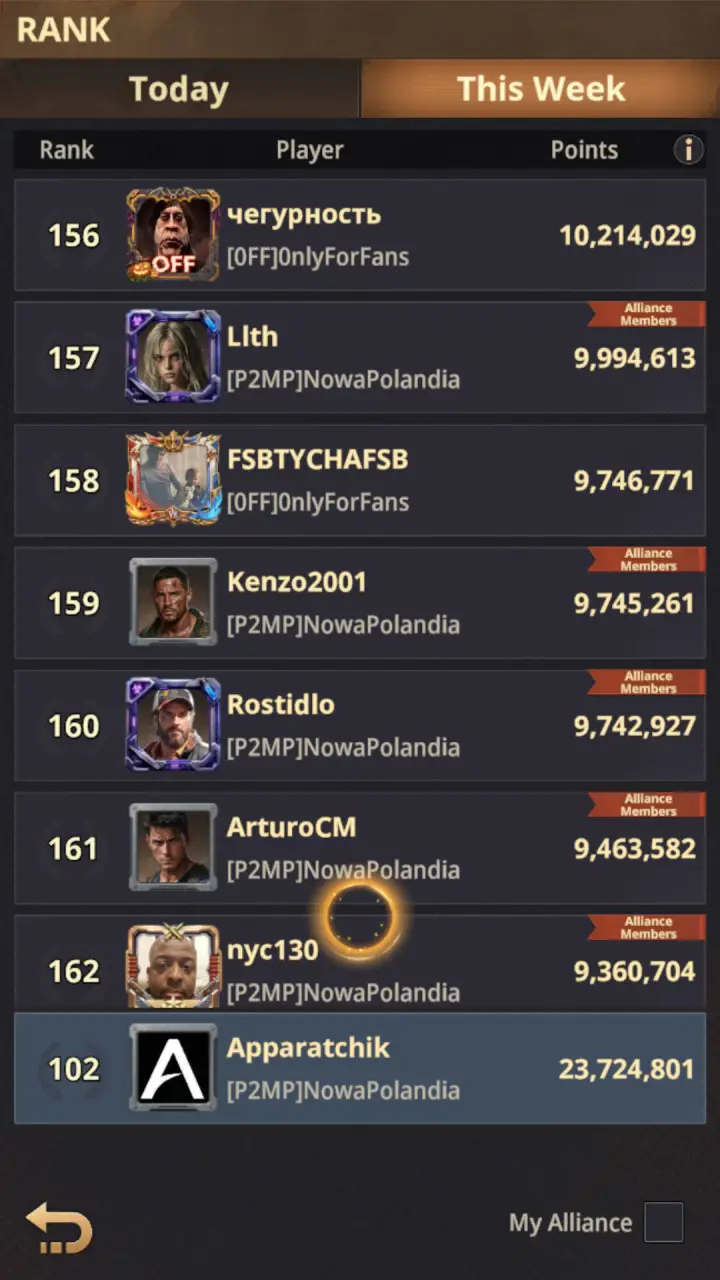 RANK
Today
This Week
Rank
Player
Points
156
OFF
чегурность
[0FF]0nlyForFans
10,214,029
Alliance
Members
157
Llth
[P2MP]NowaPolandia
9,994,613
158
FSBTYCHAFSB
[0FF]0nlyForFans
9,746,771
Alliance
Members
159
Kenzo2001
[P2MP]NowaPolandia
9,745,261
Alliance
Members
160
Rostidlo
[P2MP]NowaPolandia
9,742,927
Alliance
Members
161
ArturoCM
[P2MP]NowaPolandia
9,463,582
Alliance
Members
162
nyc130
[P2MP]NowaPolandia
9,360,704
102
Apparatchik
[P2MP]NowaPolandia
23,724,801
My Alliance